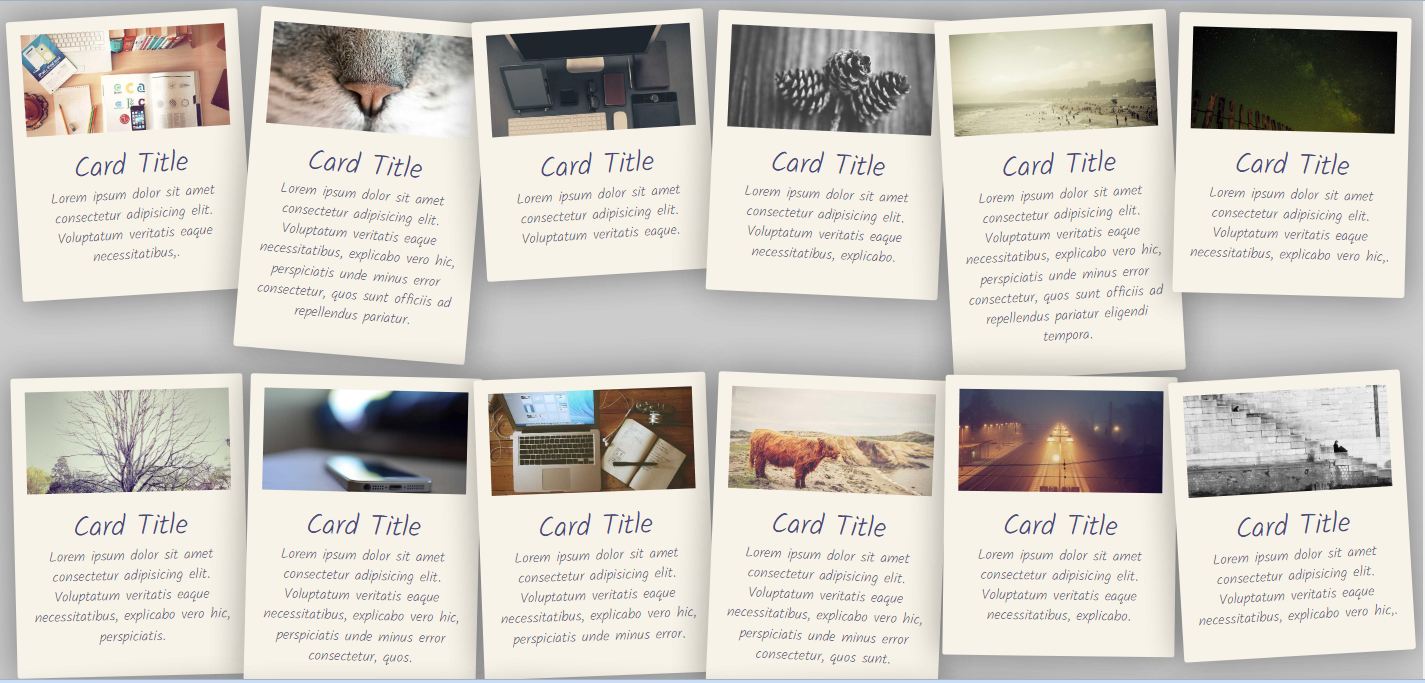 Card Title
Lorem ipsum dolor sit amet
consectetur adipisicing elit.
Voluptatum veritatis eaque
necessitatibus,.
Card Title
Lorem ipsum dolor sit amet
consectetur adipisicing elit.
Voluptatum veritatis eaque
necessitatibus, explicabo vero hic,
perspiciatis unde minus error
consectetur, quos sunt officiis ad
repellendus pariatur.
Card Title
Lorem ipsum dolor sit amet
consectetur adipisicing elit.
Voluptatum veritatis eaque.
Card Title
Lorem ipsum dolor sit amet
consectetur adipisicing elit.
Voluptatum veritatis eaque
necessitatibus, explicabo.
Card Title
Lorem ipsum dolor sit amet
consectetur adipisicing elit.
Voluptatum veritatis eaque
necessitatibus, explicabo vero hic,
perspiciatis unde minus error
consectetur, quos sunt officiis ad
repellendus pariatur eligendi
tempora.
Card Title
Lorem ipsum dolor sit amet
consectetur adipisicing elit.
Voluptatum veritatis eaque
necessitatibus, explicabo vero hic,.
Card Title
Lorem ipsum dolor sit amet
consectetur adipisicing elit.
Voluptatum veritatis eaque
necessitatibus, explicabo vero hic,
perspiciatis.
Card Title
Lorem ipsum dolor sit amet
consectetur adipisicing elit.
Voluptatum veritatis eaque
necessitatibus, explicabo vero hic,
perspiciatis unde minus error
consectetur, quos.
Card Title
Lorem ipsum dolor sit amet
consectetur adipisicing elit.
Voluptatum veritatis eaque
necessitatibus, explicabo vero hic,
perspiciatis unde minus error.
Card Title
Lorem ipsum dolor sit amet
consectetur adipisicing elit.
Voluptatum veritatis eaque
necessitatibus, explicabo vero hic,
perspiciatis unde minus error
consectetur, quos sunt.
Card Title
Lorem ipsum dolor sit amet
consectetur adipisicing elit.
Voluptatum veritatis eaque
necessitatibus, explicabo.
Card Title
Lorem ipsum dolor sit amet
consectetur adipisicing elit.
Voluptatum veritatis eaque
necessitatibus, explicabo vero hic,.